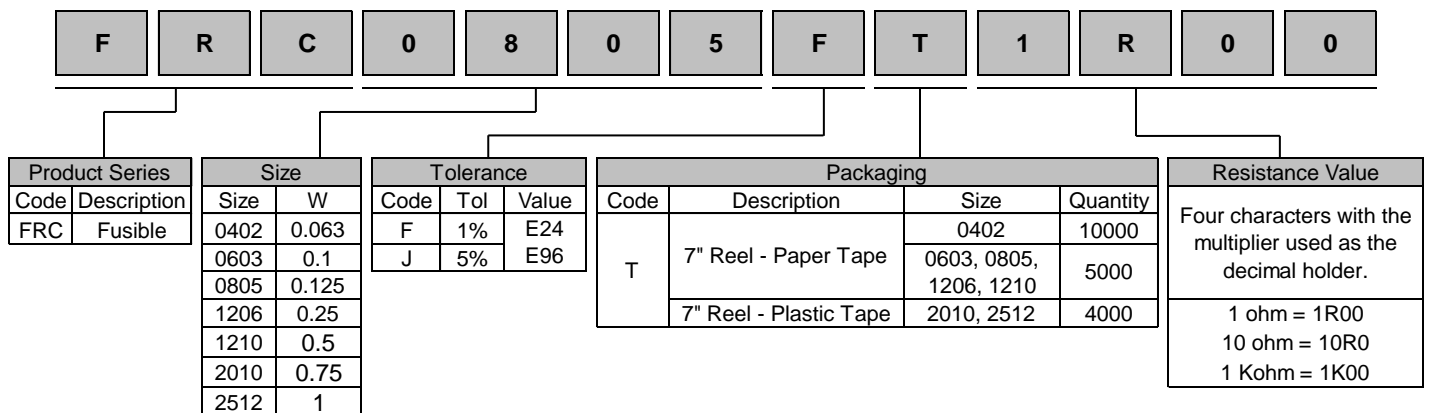 F R C 0 8 0 5 F T 1 R 0 0
Product Series
Code Description
FRC Fusible
Size
Size W
0402 0.063
0603 0.1
0805 0.125
1206 0.25
1210 0.5
2010 0.75
2512 1
Tolerance
Code Tol Value
F 1% E24
J 5% E96
Packaging
Code Description Size Quantity
T
7" Reel - Paper Tape
0402 10000
0603, 0805,
1206, 1210
5000
7" Reel - Plastic Tape 2010, 2512 4000
Resistance Value
Four characters with the
multiplier used as the
decimal holder.
1 ohm = 1R00
10 ohm = 10R0
1 Kohm = 1K00